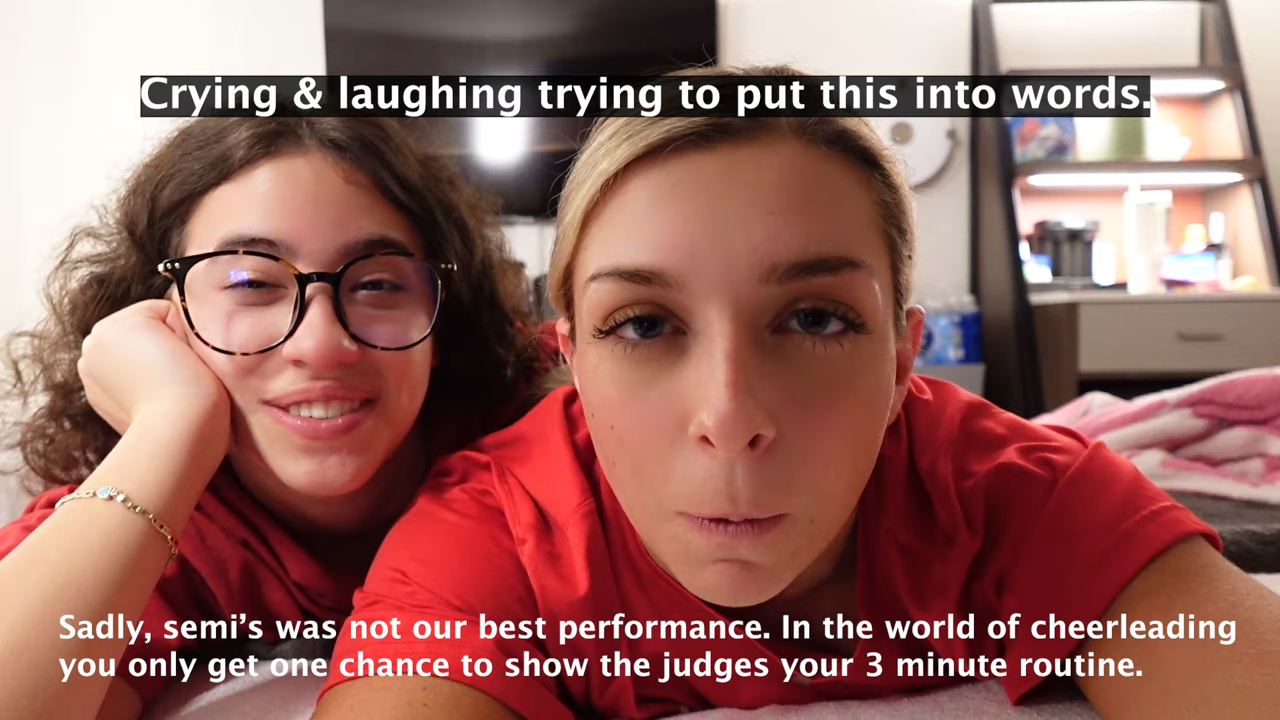 Crying & laughing trying to put this into words.
Sadly, semi’s was not our best performance. In the world of cheerleading
you only get one chance to show the judges your 3 minute routine.